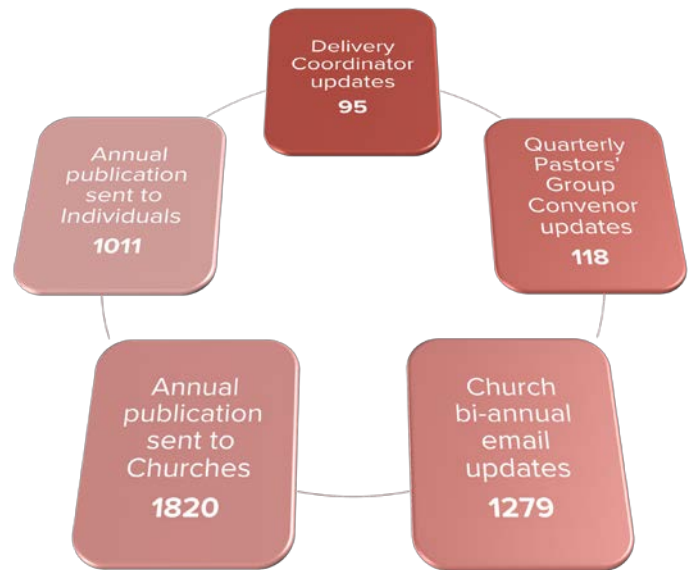 Delivery
Coordinator
updates
95
Quarterly
Pastors'
Group
Convenor
updates
118
Church
bi-annual
email
updates
1279
Annual
publication
sent to
Churches
1820
Annual
publication
sent to
Individuals
1011